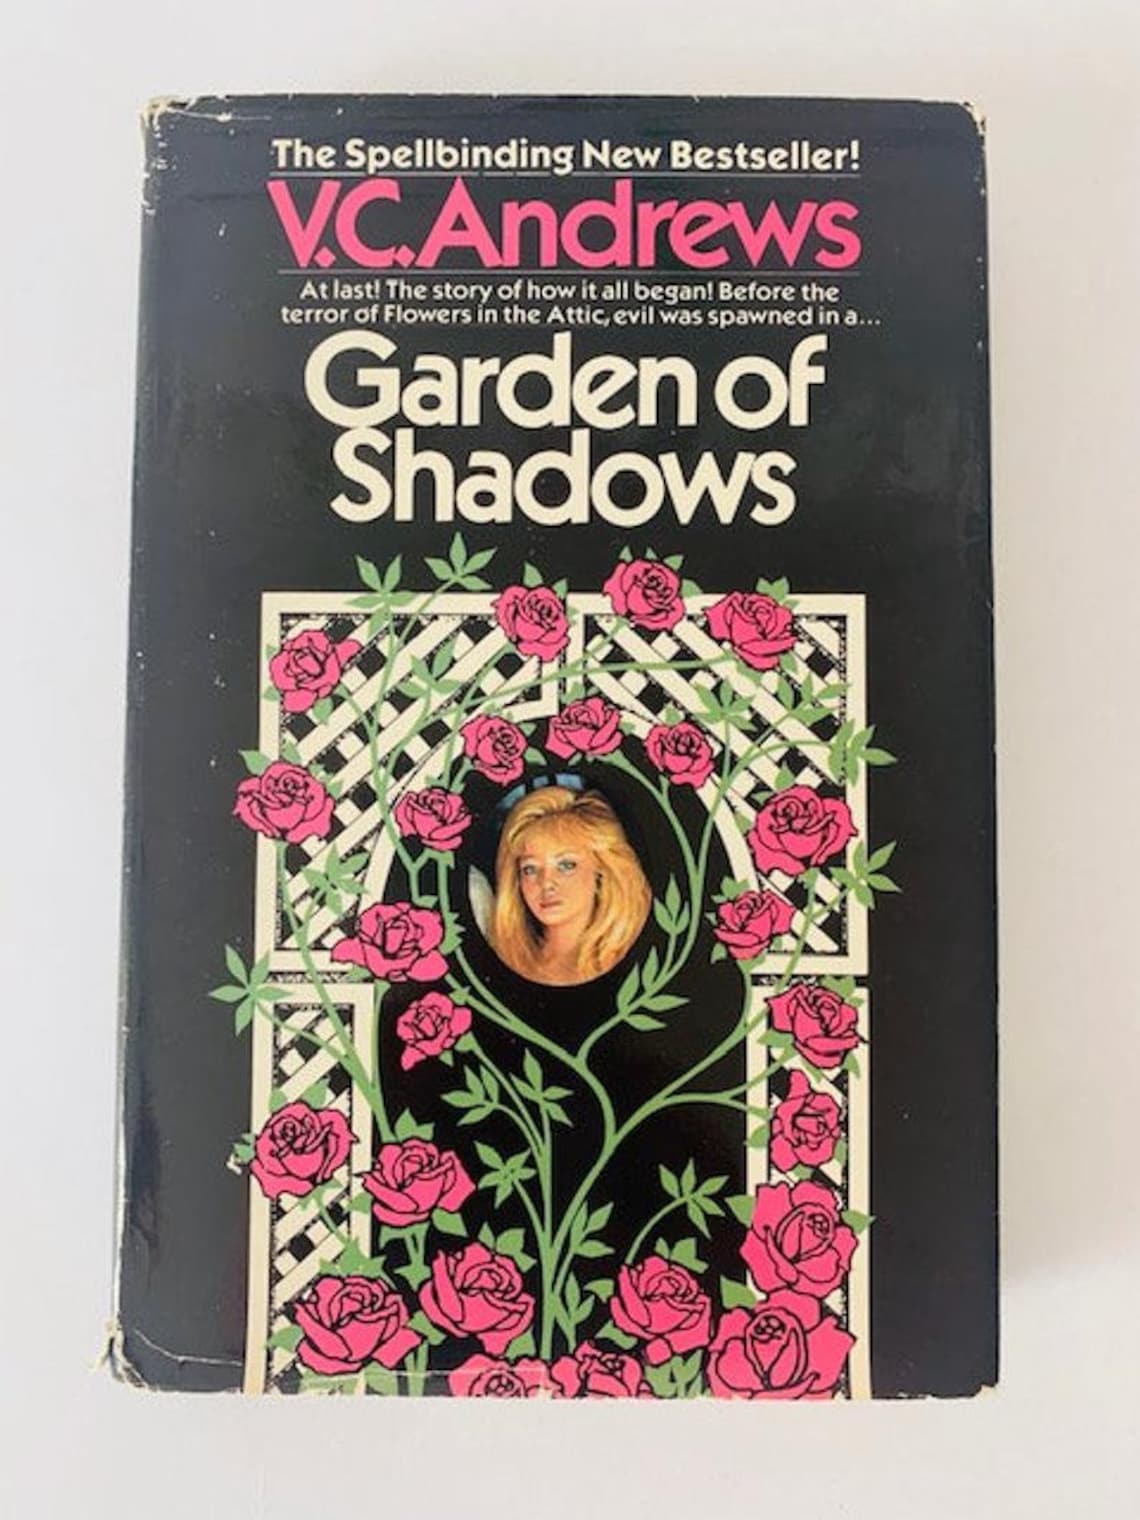 The Spellbinding New Bestseller!
V.C. Andrews
At last! The story of how it all began! Before the
terror of Flowers in the Attic, evil was spawned in a...
Garden of
Shadows